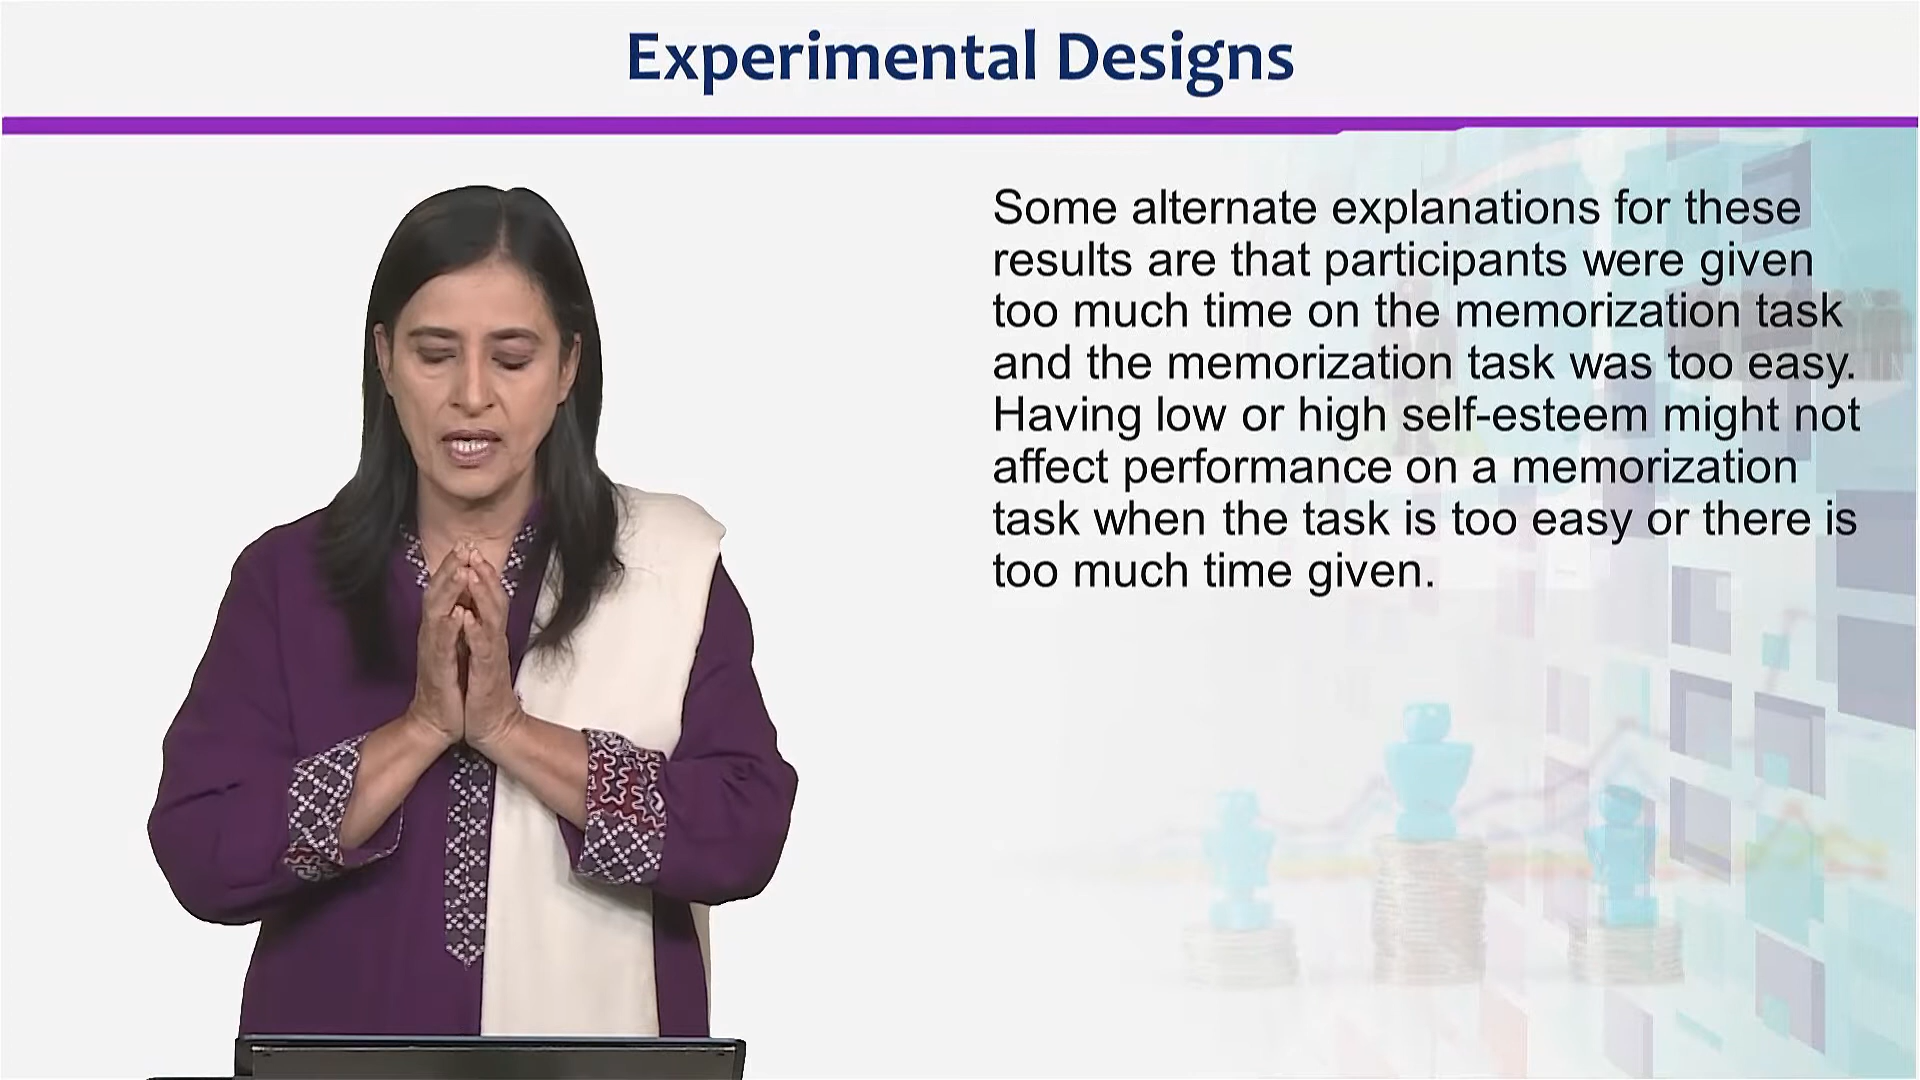 Experimental Designs
Some alternate explanations for these
results are that participants were given
too much time on the memorization task
and the memorization task was too easy.
Having low or high self-esteem might not
affect performance on a memorization
task when the task is too easy or there is
too much time given.